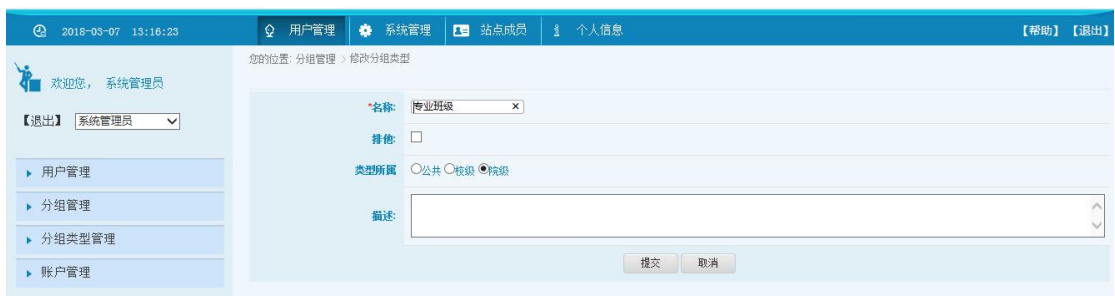 2018-03-07 13:16:23 用户管理 系统管理 站点成员 个人信息 【帮助】 【退出】
您的位置: 分组管理 > 修改分组类型
欢迎您, 系统管理员
【退出】 系统管理员
用户管理
分组管理
分组类型管理
账户管理
*名称: 专业班级 ×
排他:
类型所属 公共 校级 院级
描述:
提交 取消